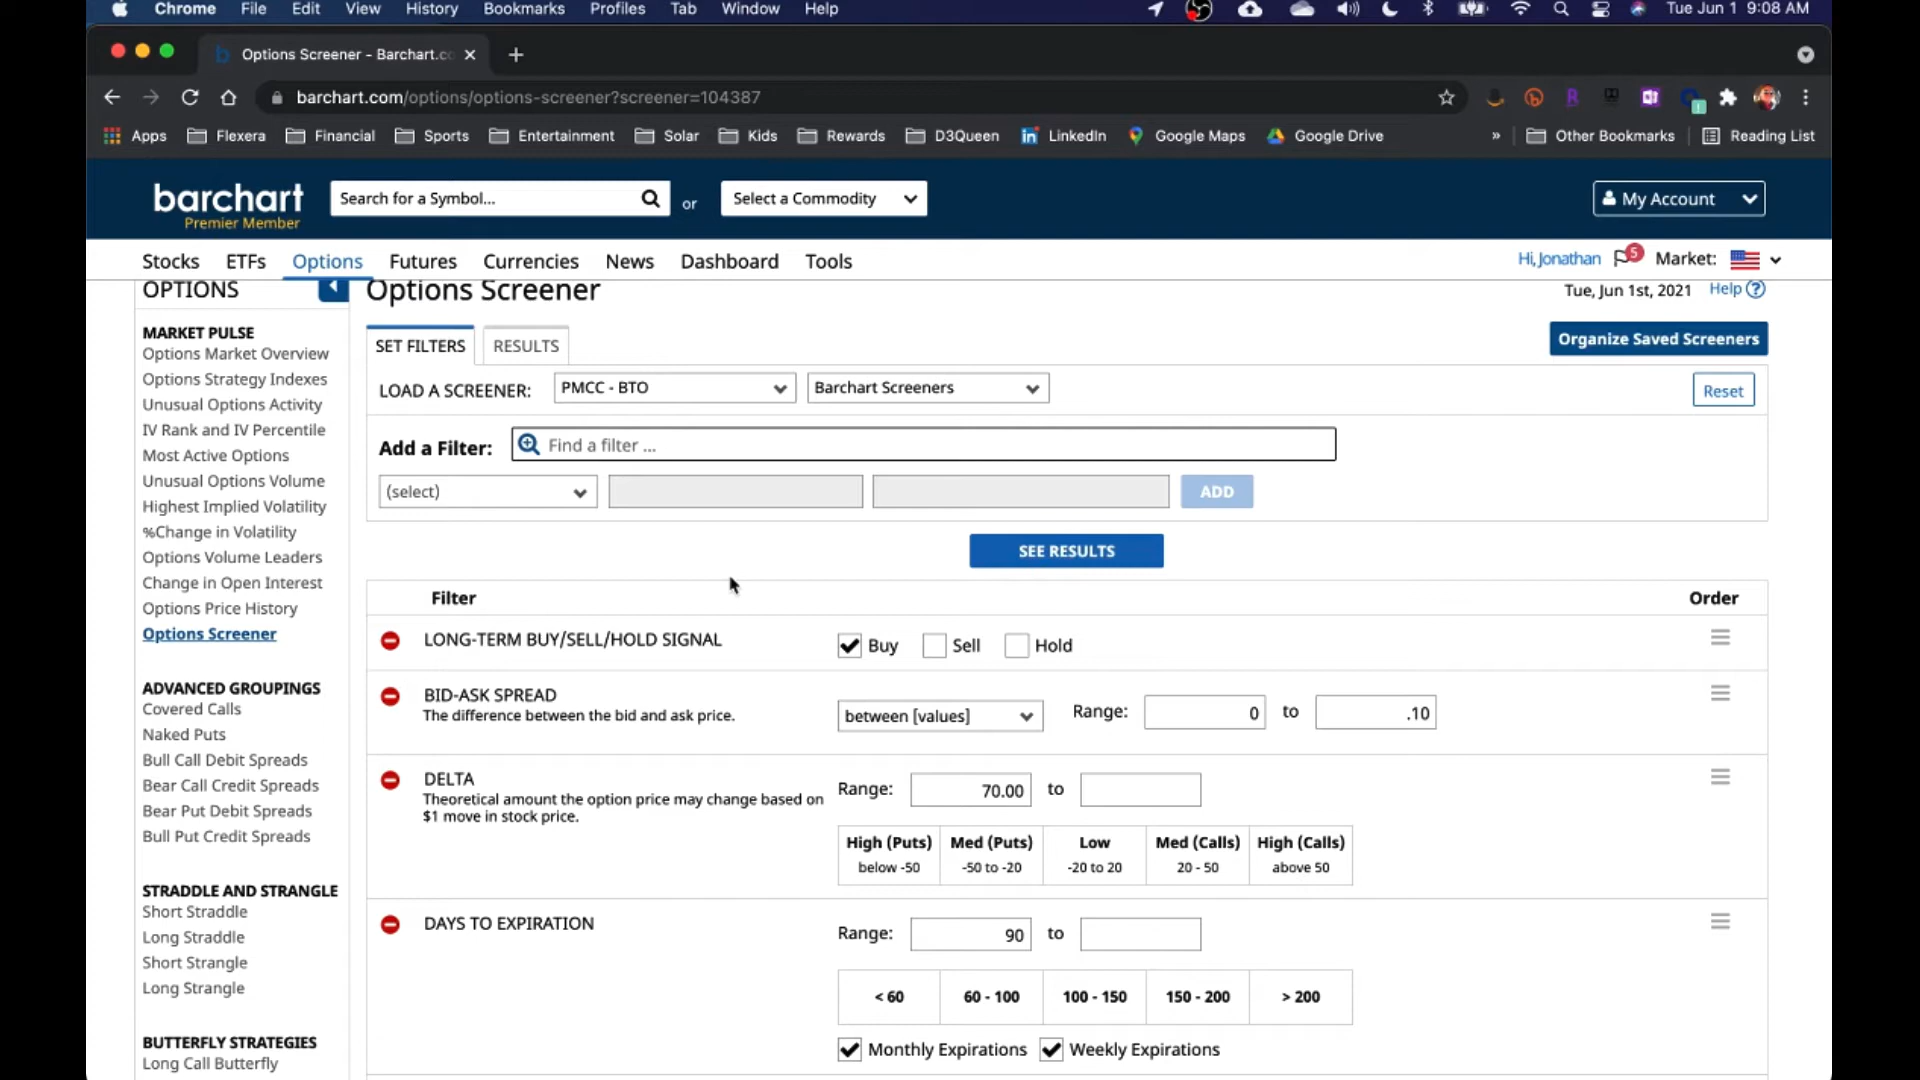 Chrome File Edit View History Bookmarks Profiles Tab Window Help Tue Jun 1 9:08 AM
Options Screener - Barchart.c
barchart.com/options/options-screener?screener=104387
Apps Flexera Financial Sports Entertainment Solar Kids Rewards D3Queen LinkedIn Google Maps Google Drive » Other Bookmarks Reading List
barchart Search for a Symbol... or Select a Commodity My Account
Premier Member
Stocks ETFs Options Futures Currencies News Dashboard Tools Hi, Jonathan 5 Market:
OPTIONS
MARKET PULSE
Options Market Overview
Options Strategy Indexes
Unusual Options Activity
IV Rank and IV Percentile
Most Active Options
Unusual Options Volume
Highest Implied Volatility
%Change in Volatility
Options Volume Leaders
Change in Open Interest
Options Price History
Options Screener
ADVANCED GROUPINGS
Covered Calls
Naked Puts
Bull Call Debit Spreads
Bear Call Credit Spreads
Bear Put Debit Spreads
Bull Put Credit Spreads
STRADDLE AND STRANGLE
Short Straddle
Long Straddle
Short Strangle
Long Strangle
BUTTERFLY STRATEGIES
Long Call Butterfly
Options Screener
Tue, Jun 1st, 2021 Help ?
SET FILTERS RESULTS Organize Saved Screeners
LOAD A SCREENER: PMCC - BTO Barchart Screeners Reset
Add a Filter: Find a filter ...
(select) ADD
SEE RESULTS
Filter Order
LONG-TERM BUY/SELL/HOLD SIGNAL Buy Sell Hold
BID-ASK SPREAD
The difference between the bid and ask price.
between [values] Range: 0 to .10
DELTA
Theoretical amount the option price may change based on
$1 move in stock price.
Range: 70.00 to
High (Puts) Med (Puts) Low Med (Calls) High (Calls)
below -50 -50 to -20 -20 to 20 20 - 50 above 50
DAYS TO EXPIRATION
Range: 90 to
< 60 60 - 100 100 - 150 150 - 200 > 200
Monthly Expirations Weekly Expirations